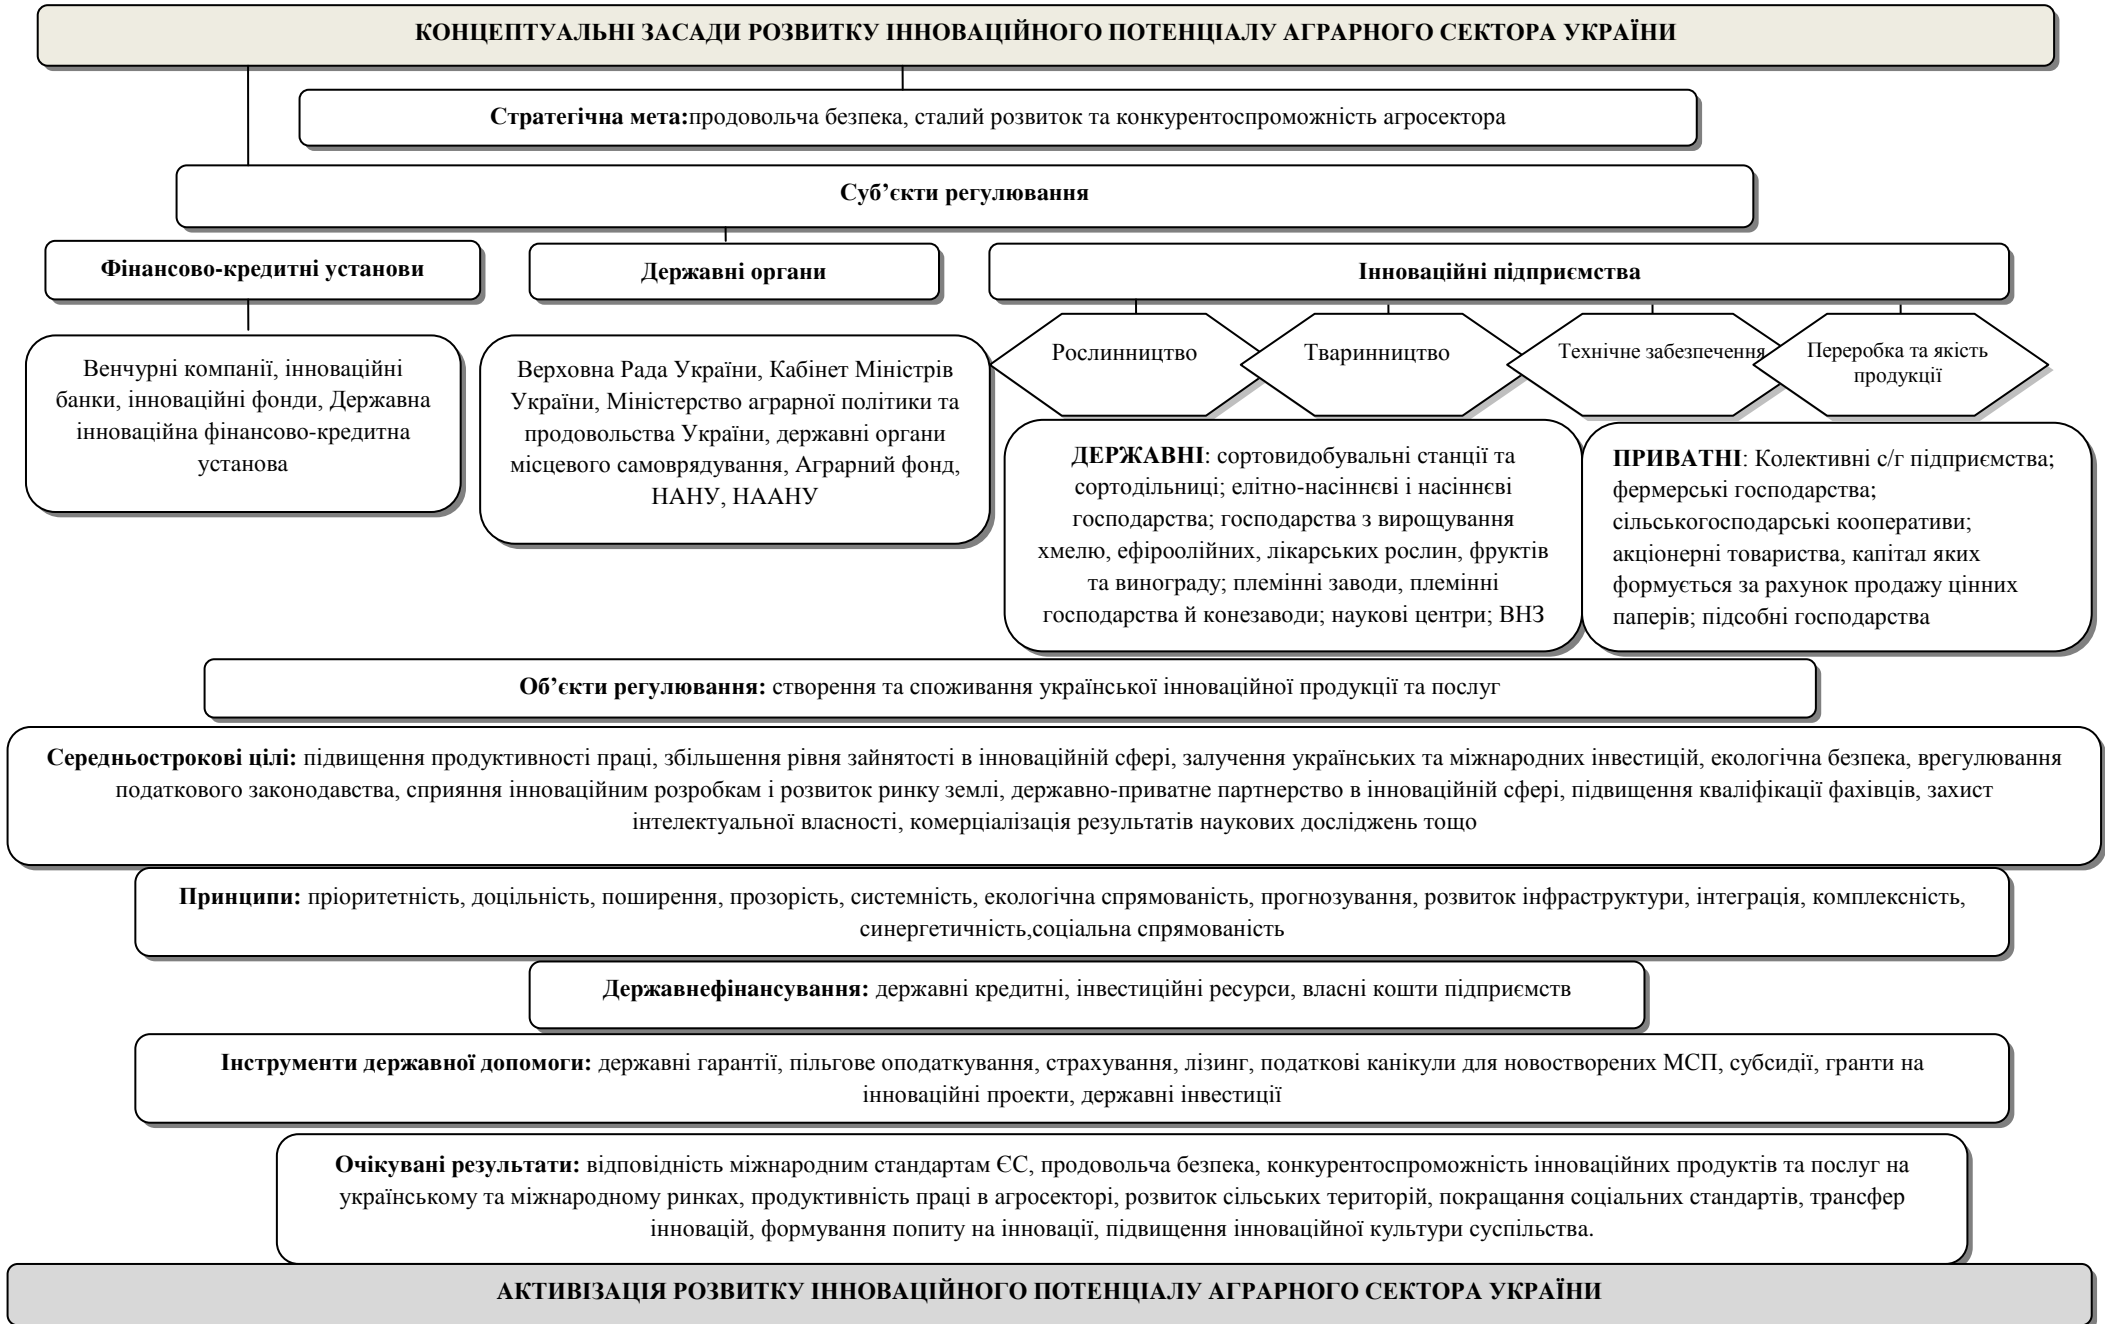 КОНЦЕПТУАЛЬНІ ЗАСАДИ РОЗВИТКУ ІННОВАЦІЙНОГО ПОТЕНЦІАЛУ АГРАРНОГО СЕКТОРА УКРАЇНИ
Стратегічна мета:продовольча безпека, сталий розвиток та конкурентоспроможність агросектора
Суб’єкти регулювання
Фінансово-кредитні установи
Державні органи
Інноваційні підприємства
Венчурні компанії, інноваційні
банки, інноваційні фонди, Державна
інноваційна фінансово-кредитна
установа
Верховна Рада України, Кабінет Міністрів
України, Міністерство аграрної політики та
продовольства України, державні органи
місцевого самоврядування, Аграрний фонд,
НАНУ, НААНУ
Рослинництво
Тваринництво
Технічне забезпечення
Переробка та якість
продукції
ДЕРЖАВНІ: сортовидобувальні станції та
сортодільниці; елітно-насіннєві і насіннєві
господарства; господарства з вирощування
хмелю, ефіроолійних, лікарських рослин, фруктів
та винограду; племінні заводи, племінні
господарства й конезаводи; наукові центри; ВНЗ
ПРИВАТНІ: Колективні с/г підприємства;
фермерські господарства;
сільськогосподарські кооперативи;
акціонерні товариства, капітал яких
формується за рахунок продажу цінних
паперів; підсобні господарства
Об’єкти регулювання: створення та споживання української інноваційної продукції та послуг
Середньострокові цілі: підвищення продуктивності праці, збільшення рівня зайнятості в інноваційній сфері, залучення українських та міжнародних інвестицій, екологічна безпека, врегулювання
податкового законодавства, сприяння інноваційним розробкам і розвиток ринку землі, державно-приватне партнерство в інноваційній сфері, підвищення кваліфікації фахівців, захист
інтелектуальної власності, комерціалізація результатів наукових досліджень тощо
Принципи: пріоритетність, доцільність, поширення, прозорість, системність, екологічна спрямованість, прогнозування, розвиток інфраструктури, інтеграція, комплексність,
синергетичність,соціальна спрямованість
Державнефінансування: державні кредитні, інвестиційні ресурси, власні кошти підприємств
Інструменти державної допомоги: державні гарантії, пільгове оподаткування, страхування, лізинг, податкові канікули для новостворених МСП, субсидії, гранти на
інноваційні проекти, державні інвестиції
Очікувані результати: відповідність міжнародним стандартам ЄС, продовольча безпека, конкурентоспроможність інноваційних продуктів та послуг на
українському та міжнародному ринках, продуктивність праці в агросекторі, розвиток сільських територій, покращання соціальних стандартів, трансфер
інновацій, формування попиту на інновації, підвищення інноваційної культури суспільства.
АКТИВІЗАЦІЯ РОЗВИТКУ ІННОВАЦІЙНОГО ПОТЕНЦІАЛУ АГРАРНОГО СЕКТОРА УКРАЇНИ